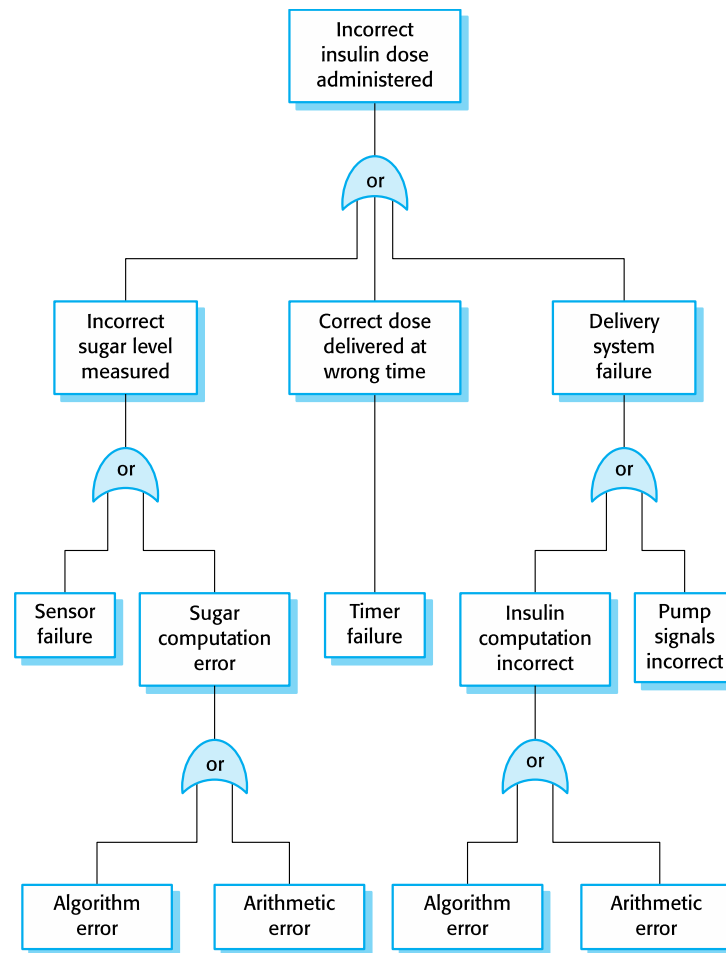 Incorrect
insulin dose
administered
or
Incorrect
sugar level
measured
Correct dose
delivered at
wrong time
Delivery
system
failure
or
or
Sensor
failure
Sugar
computation
error
Timer
failure
Insulin
computation
incorrect
Pump
signals
incorrect
or
or
Algorithm
error
Arithmetic
error
Algorithm
error
Arithmetic
error